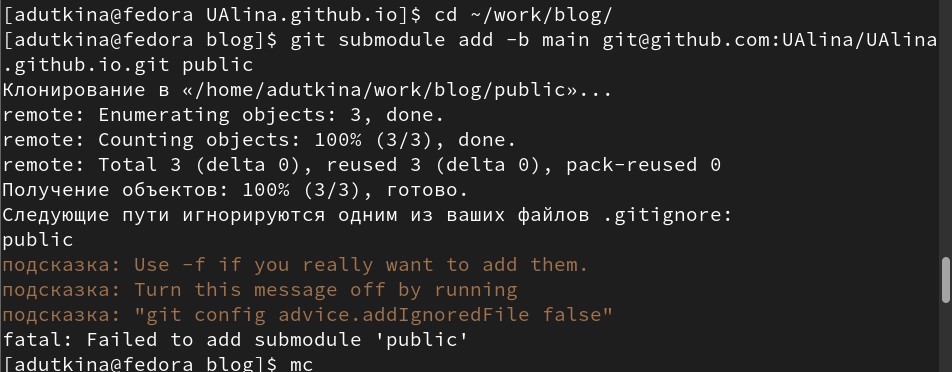 [adutkina@fedora UAlina.github.io]$ cd ~/work/blog/
[adutkina@fedora blog]$ git submodule add -b main git@github.com:UAlina/UAlina
.github.io.git public
Клонирование в «/home/adutkina/work/blog/public»...
remote: Enumerating objects: 3, done.
remote: Counting objects: 100% (3/3), done.
remote: Total 3 (delta 0), reused 3 (delta 0), pack-reused 0
Получение объектов: 100% (3/3), готово.
Следующие пути игнорируются одним из ваших файлов .gitignore:
public
подсказка: Use -f if you really want to add them.
подсказка: Turn this message off by running
подсказка: "git config advice.addIgnoredFile false"
fatal: Failed to add submodule 'public'
[adutkina@fedora blog]$ mc